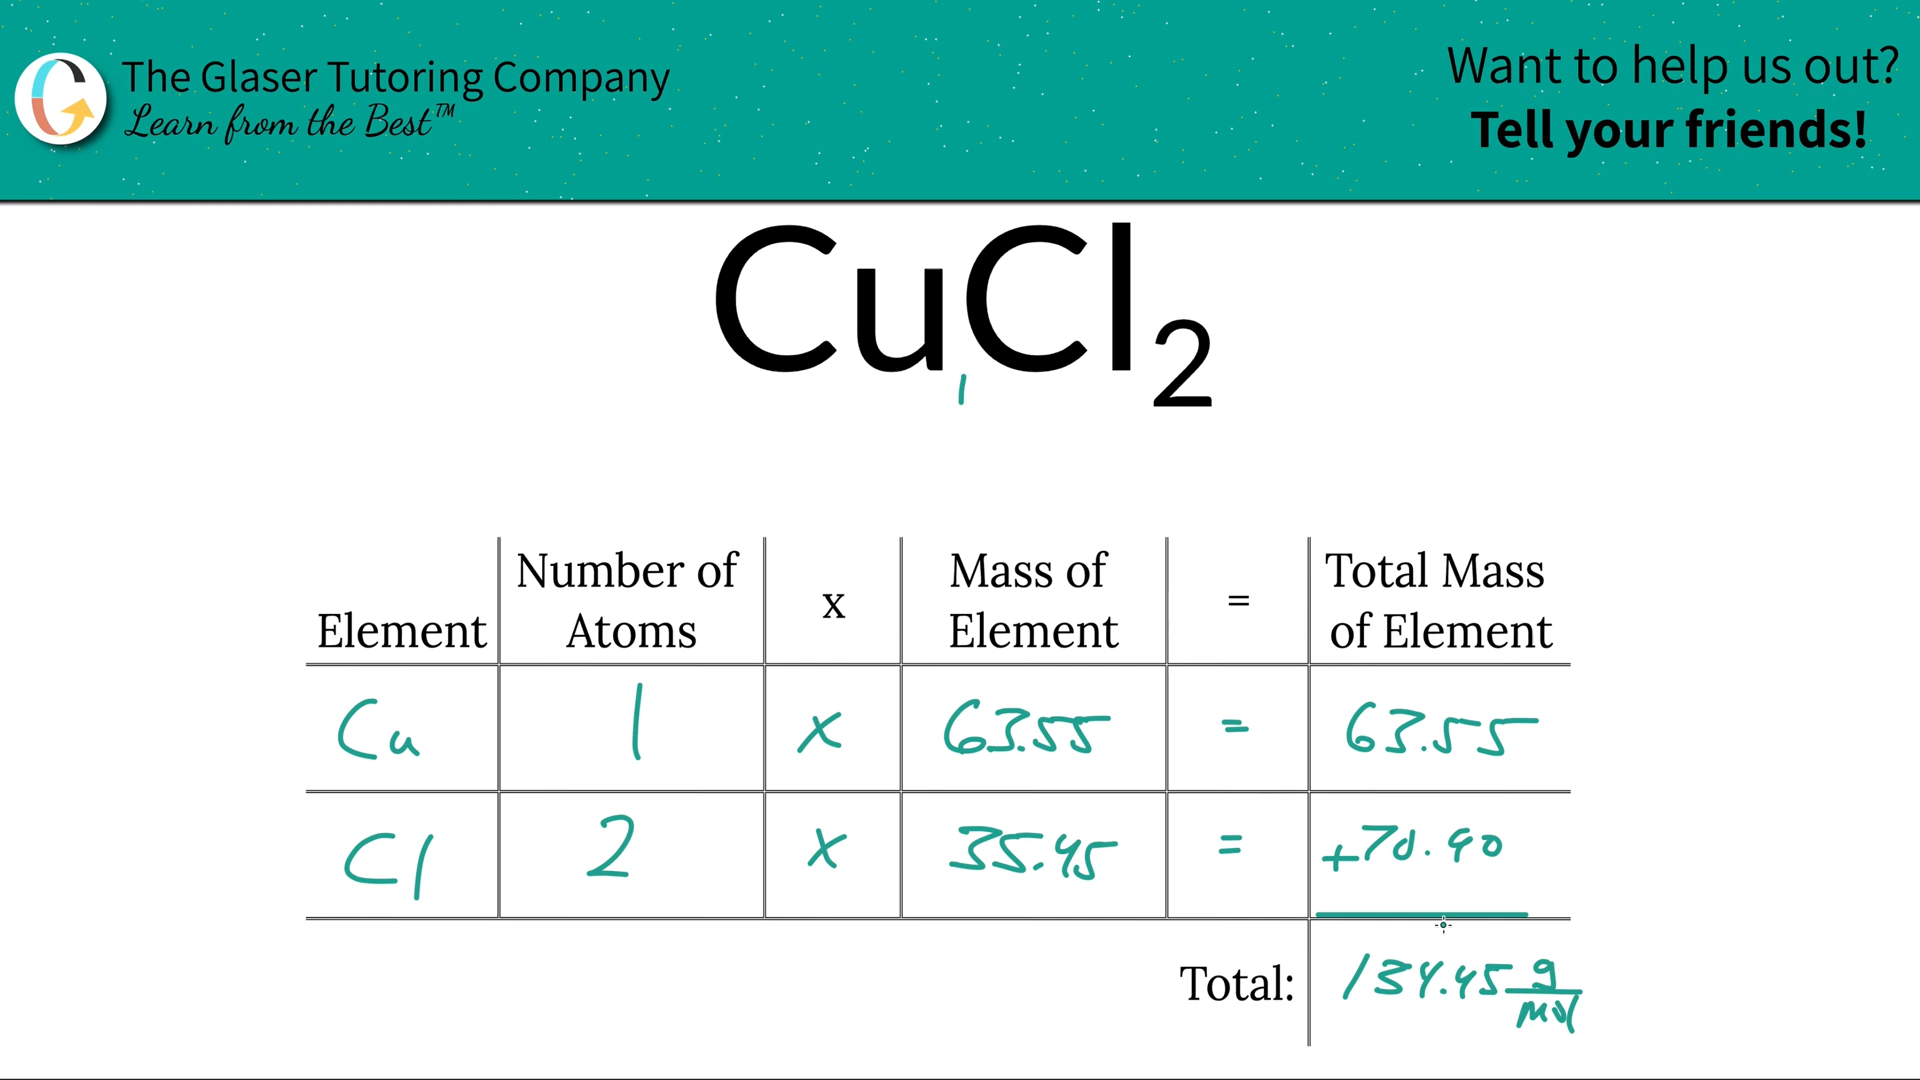 The Glaser Tutoring Company
Learn from the Best™
Want to help us out?
Tell your friends!
CuCl₂
1
Element | Number of Atoms | x | Mass of Element | = | Total Mass of Element
Cu | 1 | x | 63.55 | = | 63.55
Cl | 2 | x | 35.45 | = | +70.90
Total: | 134.45 g/mol